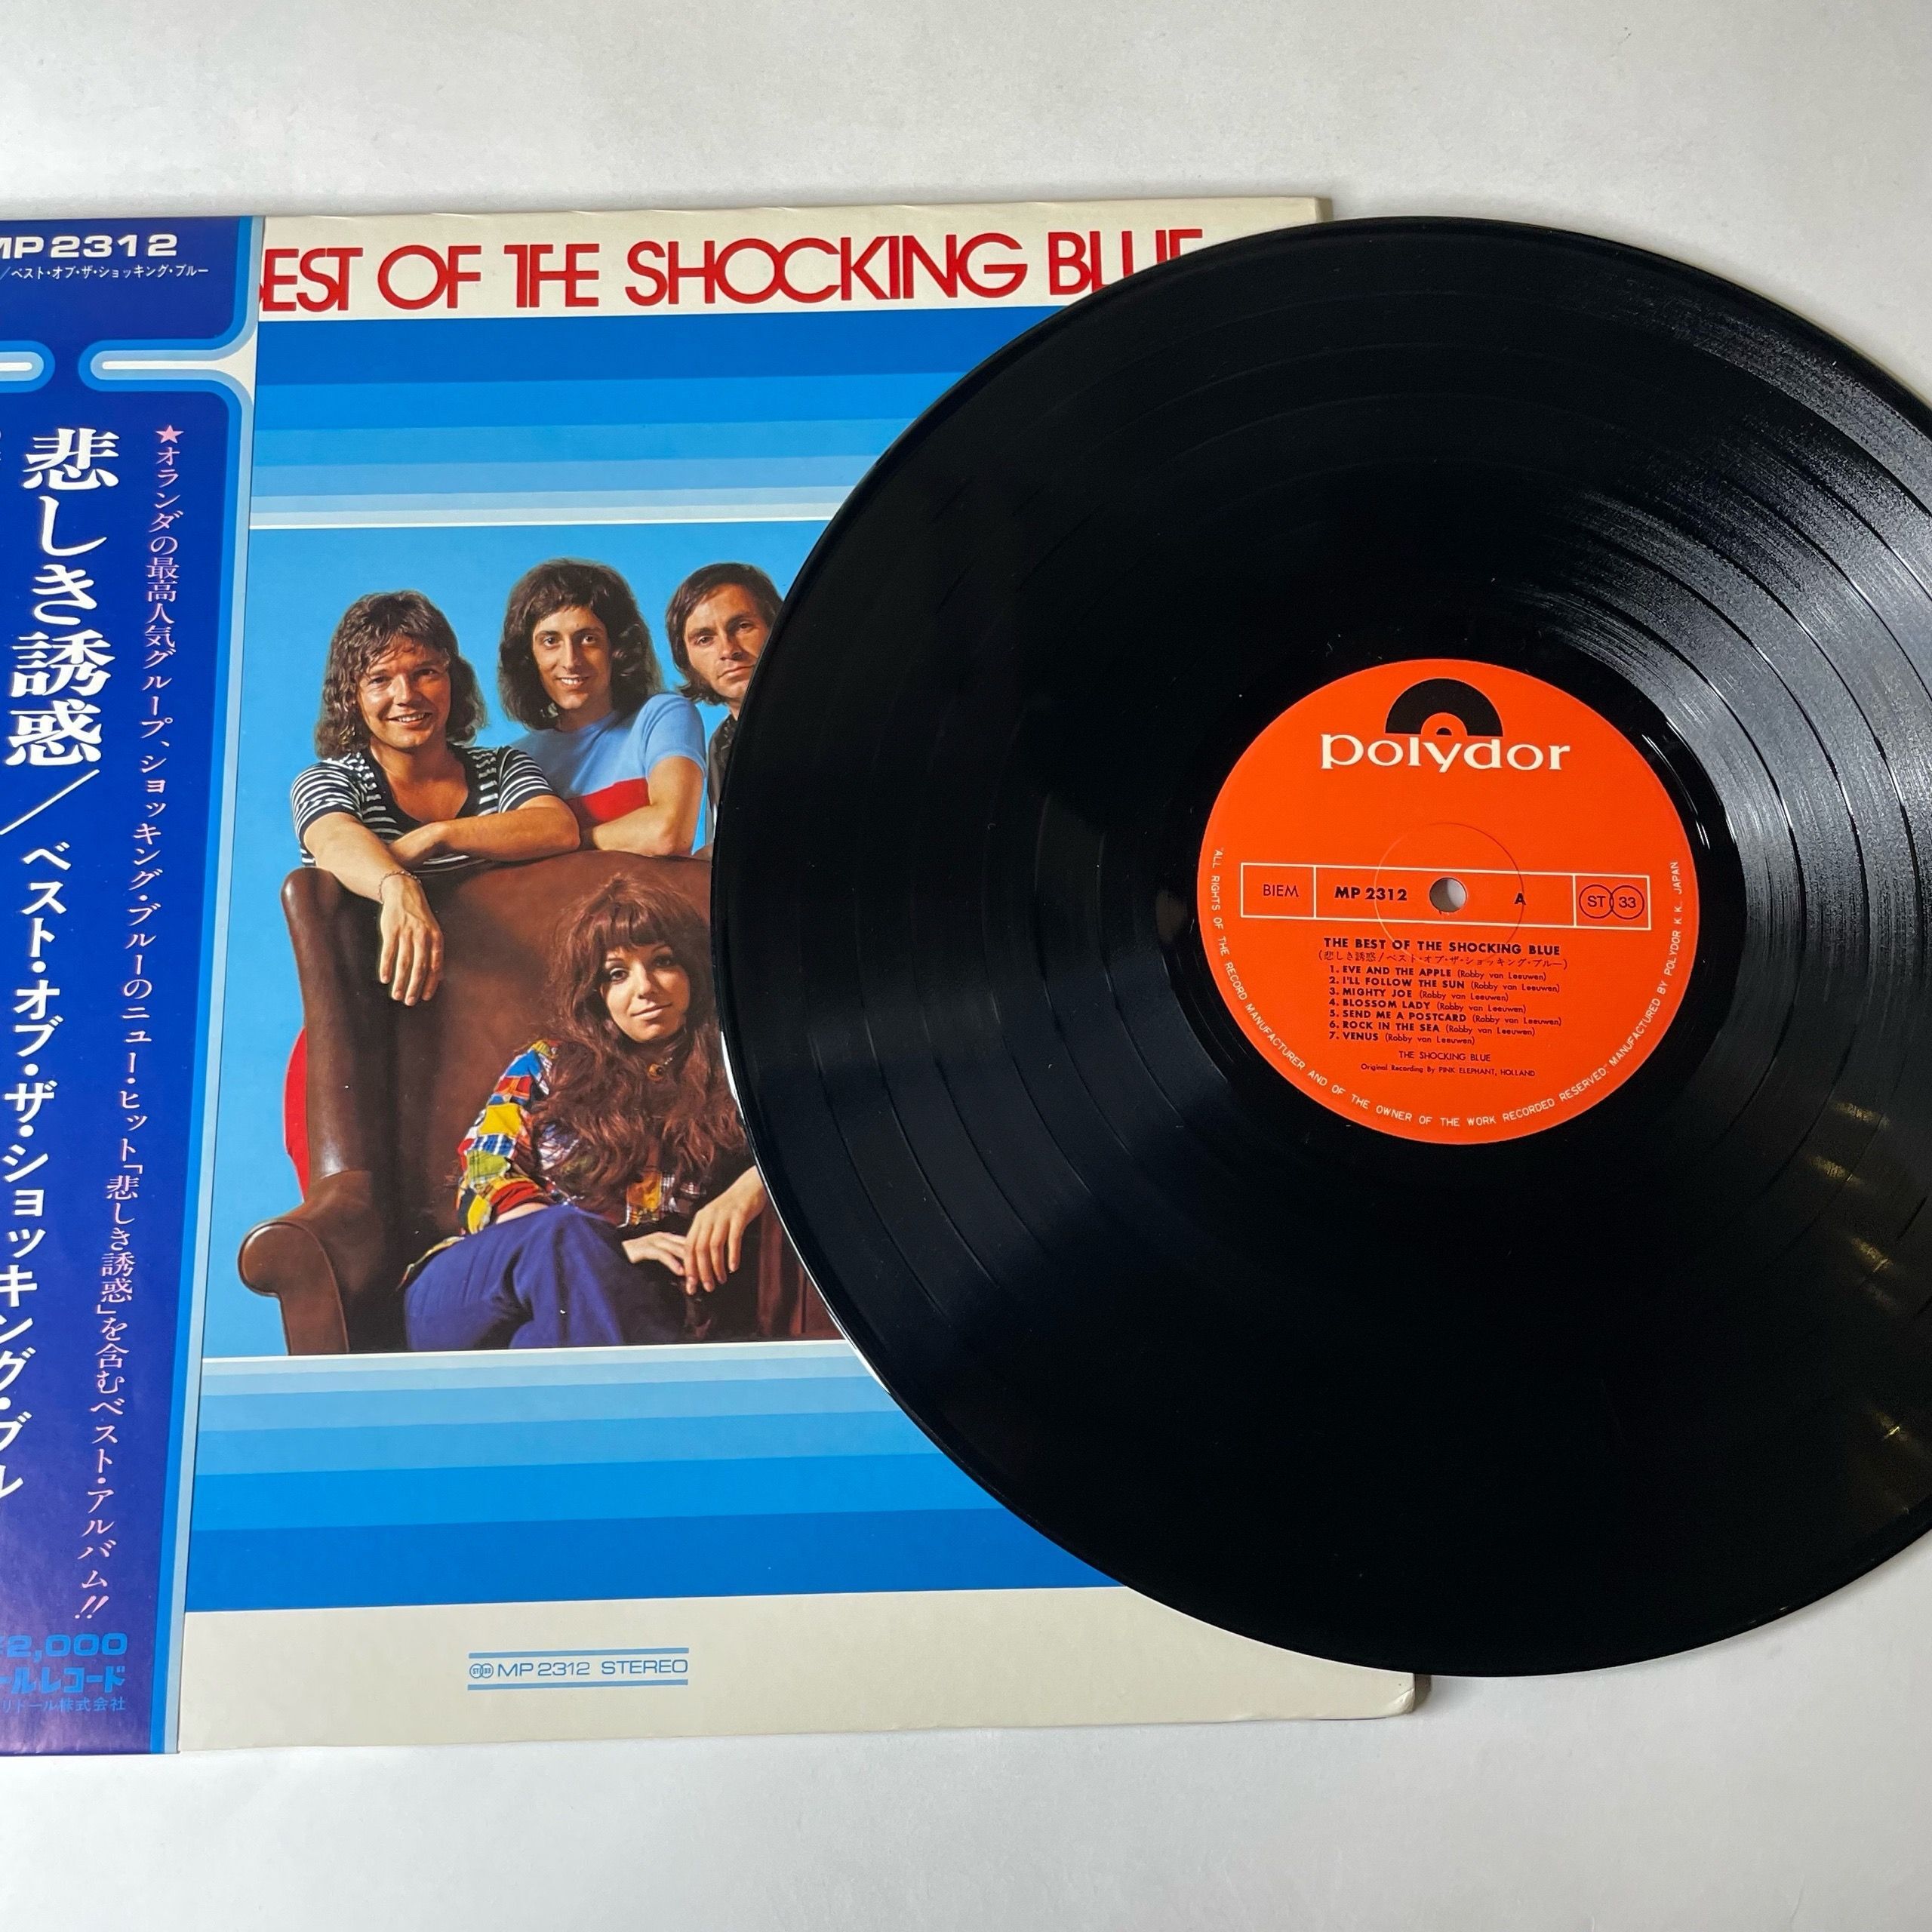 MP2312
／ベスト・オブ・ザ・ショッキング・ブルー
悲しき誘惑／ベスト・オブ・ザ・ショッキング・ブル
★オランダの最高人気グループ、ショッキング・ブルーのニュー・ヒット「悲しき誘惑」を含むベスト・アルバム!!
¥2,000
ールレコード
リドール株式会社
EST OF THE SHOCKING BLUE
MP 2312 STEREO
polydor
BIEM MP 2312 A ST 33
THE BEST OF THE SHOCKING BLUE
(悲しき誘惑／ベスト・オブ・ザ・ショッキング・ブルー)
1. EVE AND THE APPLE (Robby van Leeuwen)
2. I'LL FOLLOW THE SUN (Robby van Leeuwen)
3. MIGHTY JOE (Robby van Leeuwen)
4. BLOSSOM LADY (Robby van Leeuwen)
5. SEND ME A POSTCARD (Robby van Leeuwen)
6. ROCK IN THE SEA (Robby van Leeuwen)
7. VENUS (Robby van Leeuwen)
THE SHOCKING BLUE
Original Recording By PINK ELEPHANT, HOLLAND
"ALL RIGHTS OF THE RECORD MANUFACTURER AND OF THE OWNER OF THE WORK RECORDED RESERVED." MANUFACTURED BY POLYDOR K.K. JAPAN